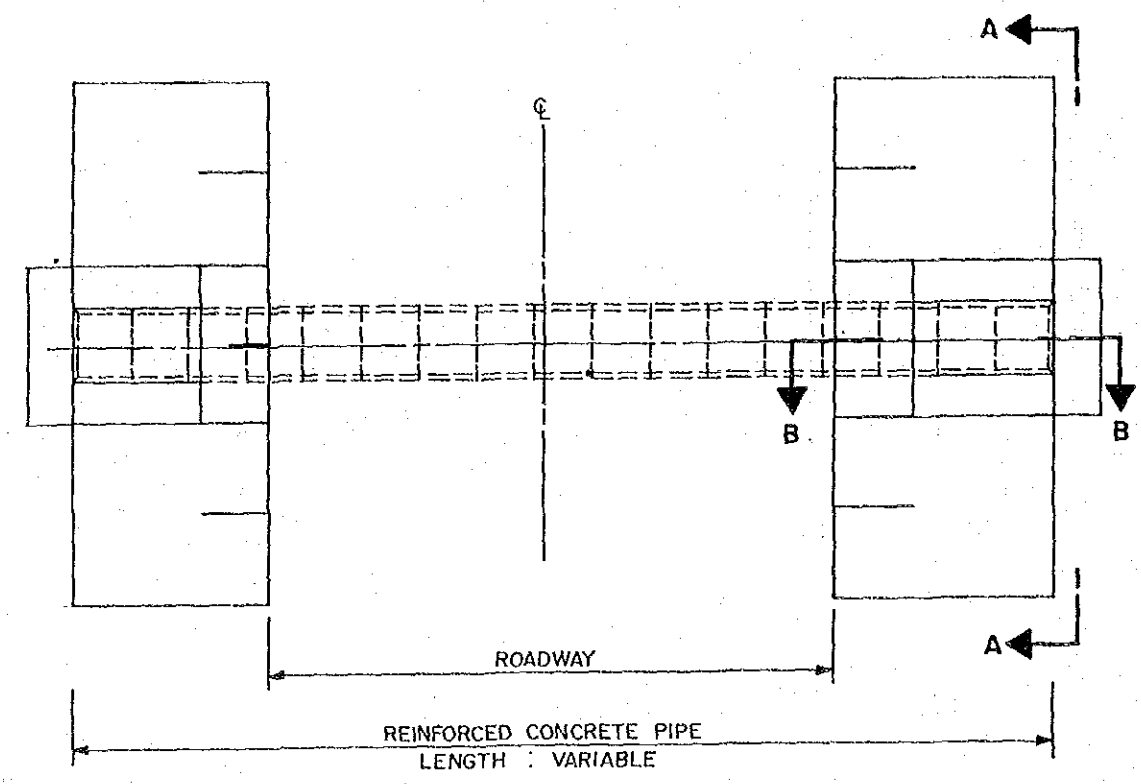 A
℄
B
B
A
ROADWAY
REINFORCED CONCRETE PIPE
LENGTH : VARIABLE